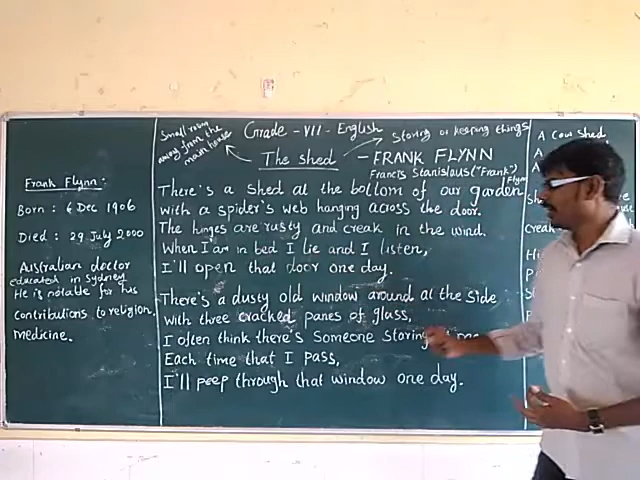 Frank Flynn :
Born : 6 Dec 1906
Died : 29 July 2000
Australian doctor
educated in Sydney
He is notable for his
contributions to religion,
medicine.
Small room
away from the
main house
Grade - VII - English
Storing or keeping things
The shed
- FRANK FLYNN
Francis Stanislaus ("Frank")
Flynn
There's a shed at the bottom of our garden
with a spider's web hanging across the door.
The hinges are rusty and creak in the wind.
When I am in bed I lie and I listen,
I'll open that door one day.
There's a dusty old window around at the side
with three cracked panes of glass,
I often think there's Someone Staring
Each time that I pass,
I'll peep through that window one day.
A Cow Shed,
A
Creak